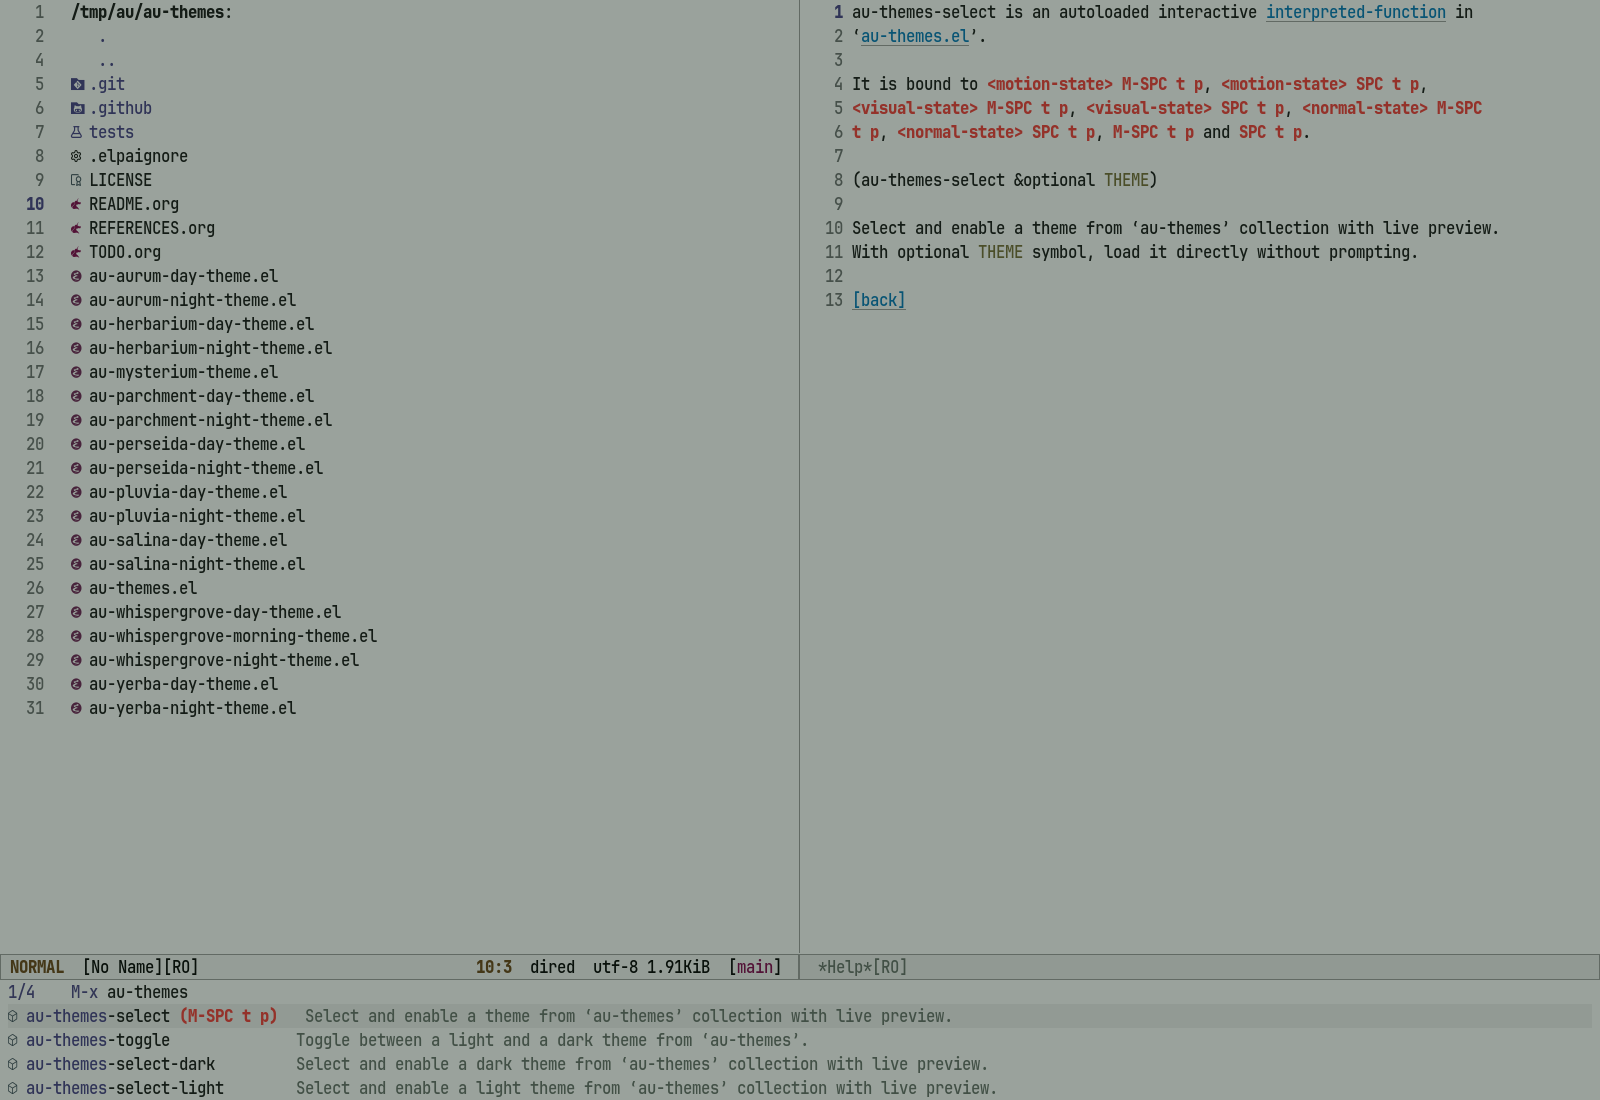 1 /tmp/au/au-themes:
2 .
4 ..
5 .git
6 .github
7 tests
8 .elpaignore
9 LICENSE
10 README.org
11 REFERENCES.org
12 TODO.org
13 au-aurum-day-theme.el
14 au-aurum-night-theme.el
15 au-herbarium-day-theme.el
16 au-herbarium-night-theme.el
17 au-mysterium-theme.el
18 au-parchment-day-theme.el
19 au-parchment-night-theme.el
20 au-perseida-day-theme.el
21 au-perseida-night-theme.el
22 au-pluvia-day-theme.el
23 au-pluvia-night-theme.el
24 au-salina-day-theme.el
25 au-salina-night-theme.el
26 au-themes.el
27 au-whispergrove-day-theme.el
28 au-whispergrove-morning-theme.el
29 au-whispergrove-night-theme.el
30 au-yerba-day-theme.el
31 au-yerba-night-theme.el
1 au-themes-select is an autoloaded interactive interpreted-function in
2 ‘au-themes.el’.
3
4 It is bound to <motion-state> M-SPC t p, <motion-state> SPC t p,
5 <visual-state> M-SPC t p, <visual-state> SPC t p, <normal-state> M-SPC
6 t p, <normal-state> SPC t p, M-SPC t p and SPC t p.
7
8 (au-themes-select &optional THEME)
9
10 Select and enable a theme from ‘au-themes’ collection with live preview.
11 With optional THEME symbol, load it directly without prompting.
12
13 [back]
NORMAL [No Name][RO] 10:3 dired utf-8 1.91KiB [main]
*Help*[RO]
1/4 M-x au-themes
au-themes-select (M-SPC t p) Select and enable a theme from ‘au-themes’ collection with live preview.
au-themes-toggle Toggle between a light and a dark theme from ‘au-themes’.
au-themes-select-dark Select and enable a dark theme from ‘au-themes’ collection with live preview.
au-themes-select-light Select and enable a light theme from ‘au-themes’ collection with live preview.